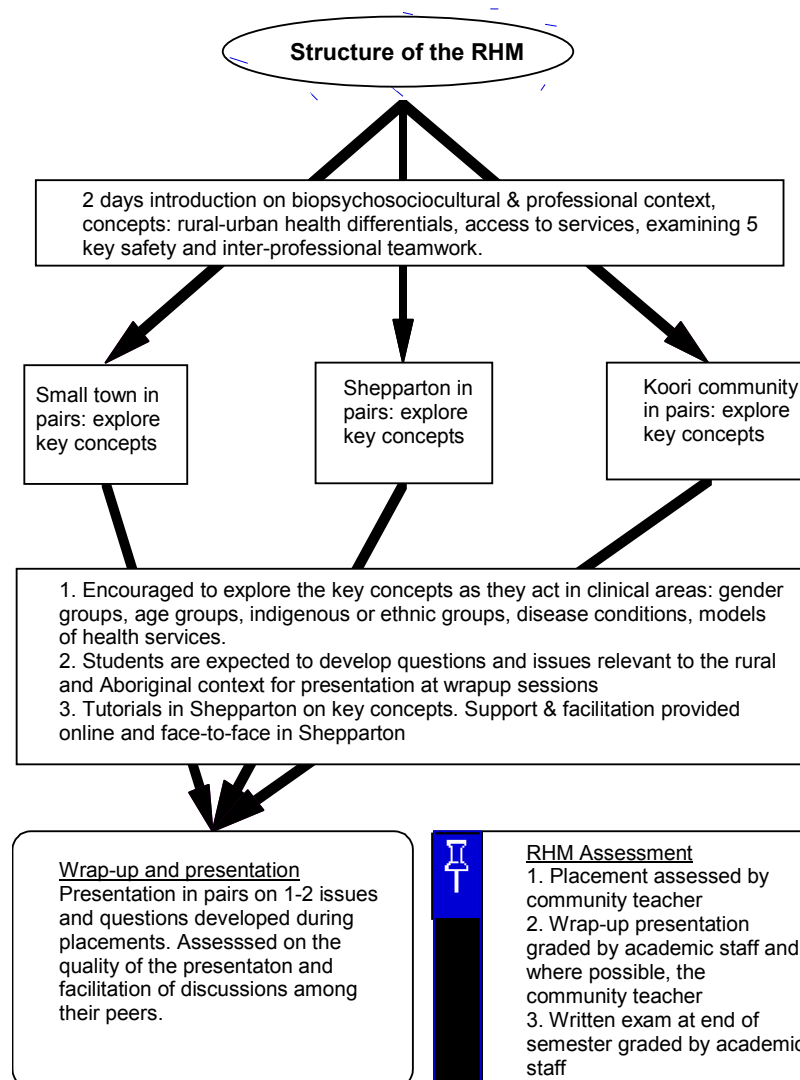 Structure of the RHM
2 days introduction on biopsychosociocultural & professional context,
concepts: rural-urban health differentials, access to services, examining 5
key safety and inter-professional teamwork.
Small town in
pairs: explore
key concepts
Shepparton in
pairs: explore
key concepts
Koori community
in pairs: explore
key concepts
1. Encouraged to explore the key concepts as they act in clinical areas: gender
groups, age groups, indigenous or ethnic groups, disease conditions, models
of health services.
2. Students are expected to develop questions and issues relevant to the rural
and Aboriginal context for presentation at wrapup sessions
3. Tutorials in Shepparton on key concepts. Support & facilitation provided
online and face-to-face in Shepparton
Wrap-up and presentation
Presentation in pairs on 1-2 issues
and questions developed during
placements. Assesssed on the
quality of the presentaton and
facilitation of discussions among
their peers.
RHM Assessment
1. Placement assessed by
community teacher
2. Wrap-up presentation
graded by academic staff and
where possible, the
community teacher
3. Written exam at end of
semester graded by academic
staff